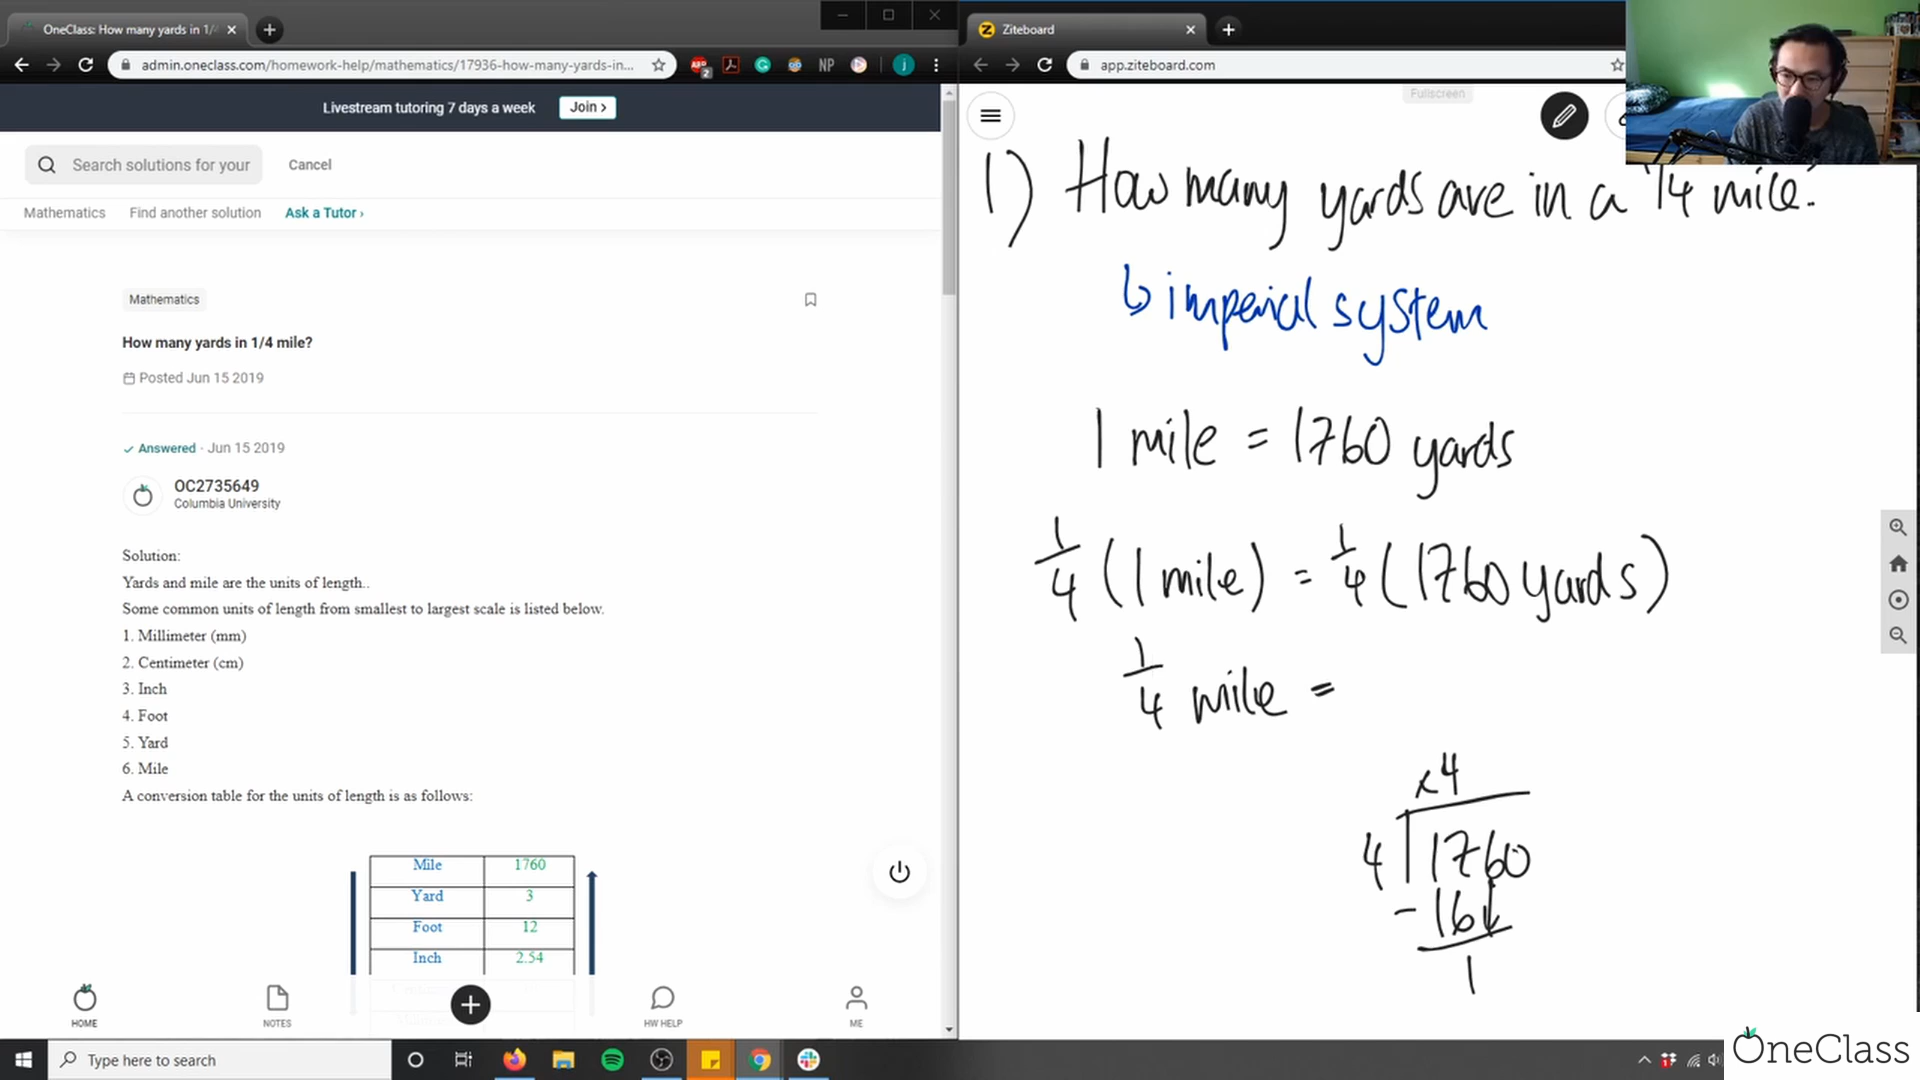 OneClass: How many yards in 1/
admin.oneclass.com/homework-help/mathematics/17936-how-many-yards-in...
2
NP
j
Livestream tutoring 7 days a week
Join >
Search solutions for your
Cancel
Mathematics
Find another solution
Ask a Tutor ›
Mathematics
How many yards in 1/4 mile?
Posted Jun 15 2019
Answered · Jun 15 2019
OC2735649
Columbia University
Solution:
Yards and mile are the units of length..
Some common units of length from smallest to largest scale is listed below.
1. Millimeter (mm)
2. Centimeter (cm)
3. Inch
4. Foot
5. Yard
6. Mile
A conversion table for the units of length is as follows:
Mile 1760
Yard 3
Foot 12
Inch 2.54
HOME
NOTES
HW HELP
ME
Type here to search
Ziteboard
app.ziteboard.com
Fullscreen
1) How many yards are in a 1/4 mile?
↳ imperial system
1 mile = 1760 yards
1/4 (1 mile) = 1/4 (1760 yards)
1/4 mile =
x4
4 1760
- 16↓
1
OneClass